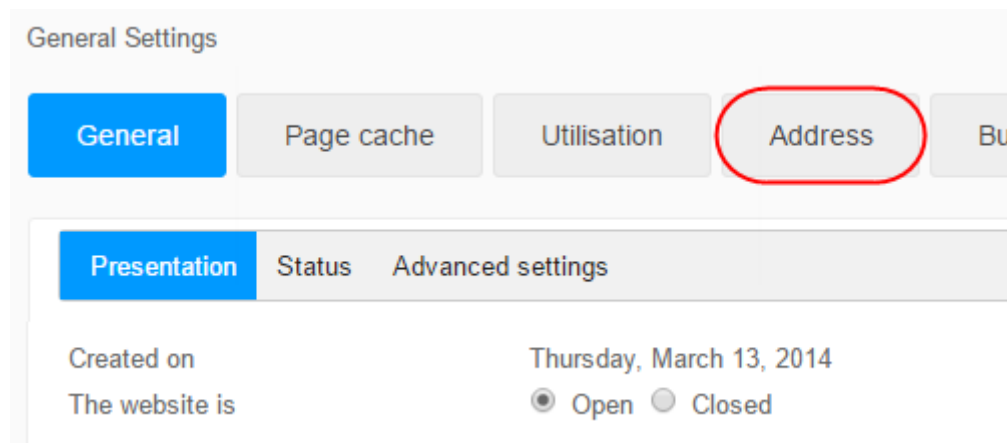 General Settings
General Page cache Utilisation Address Bu
Presentation Status Advanced settings
Created on Thursday, March 13, 2014
The website is Open Closed